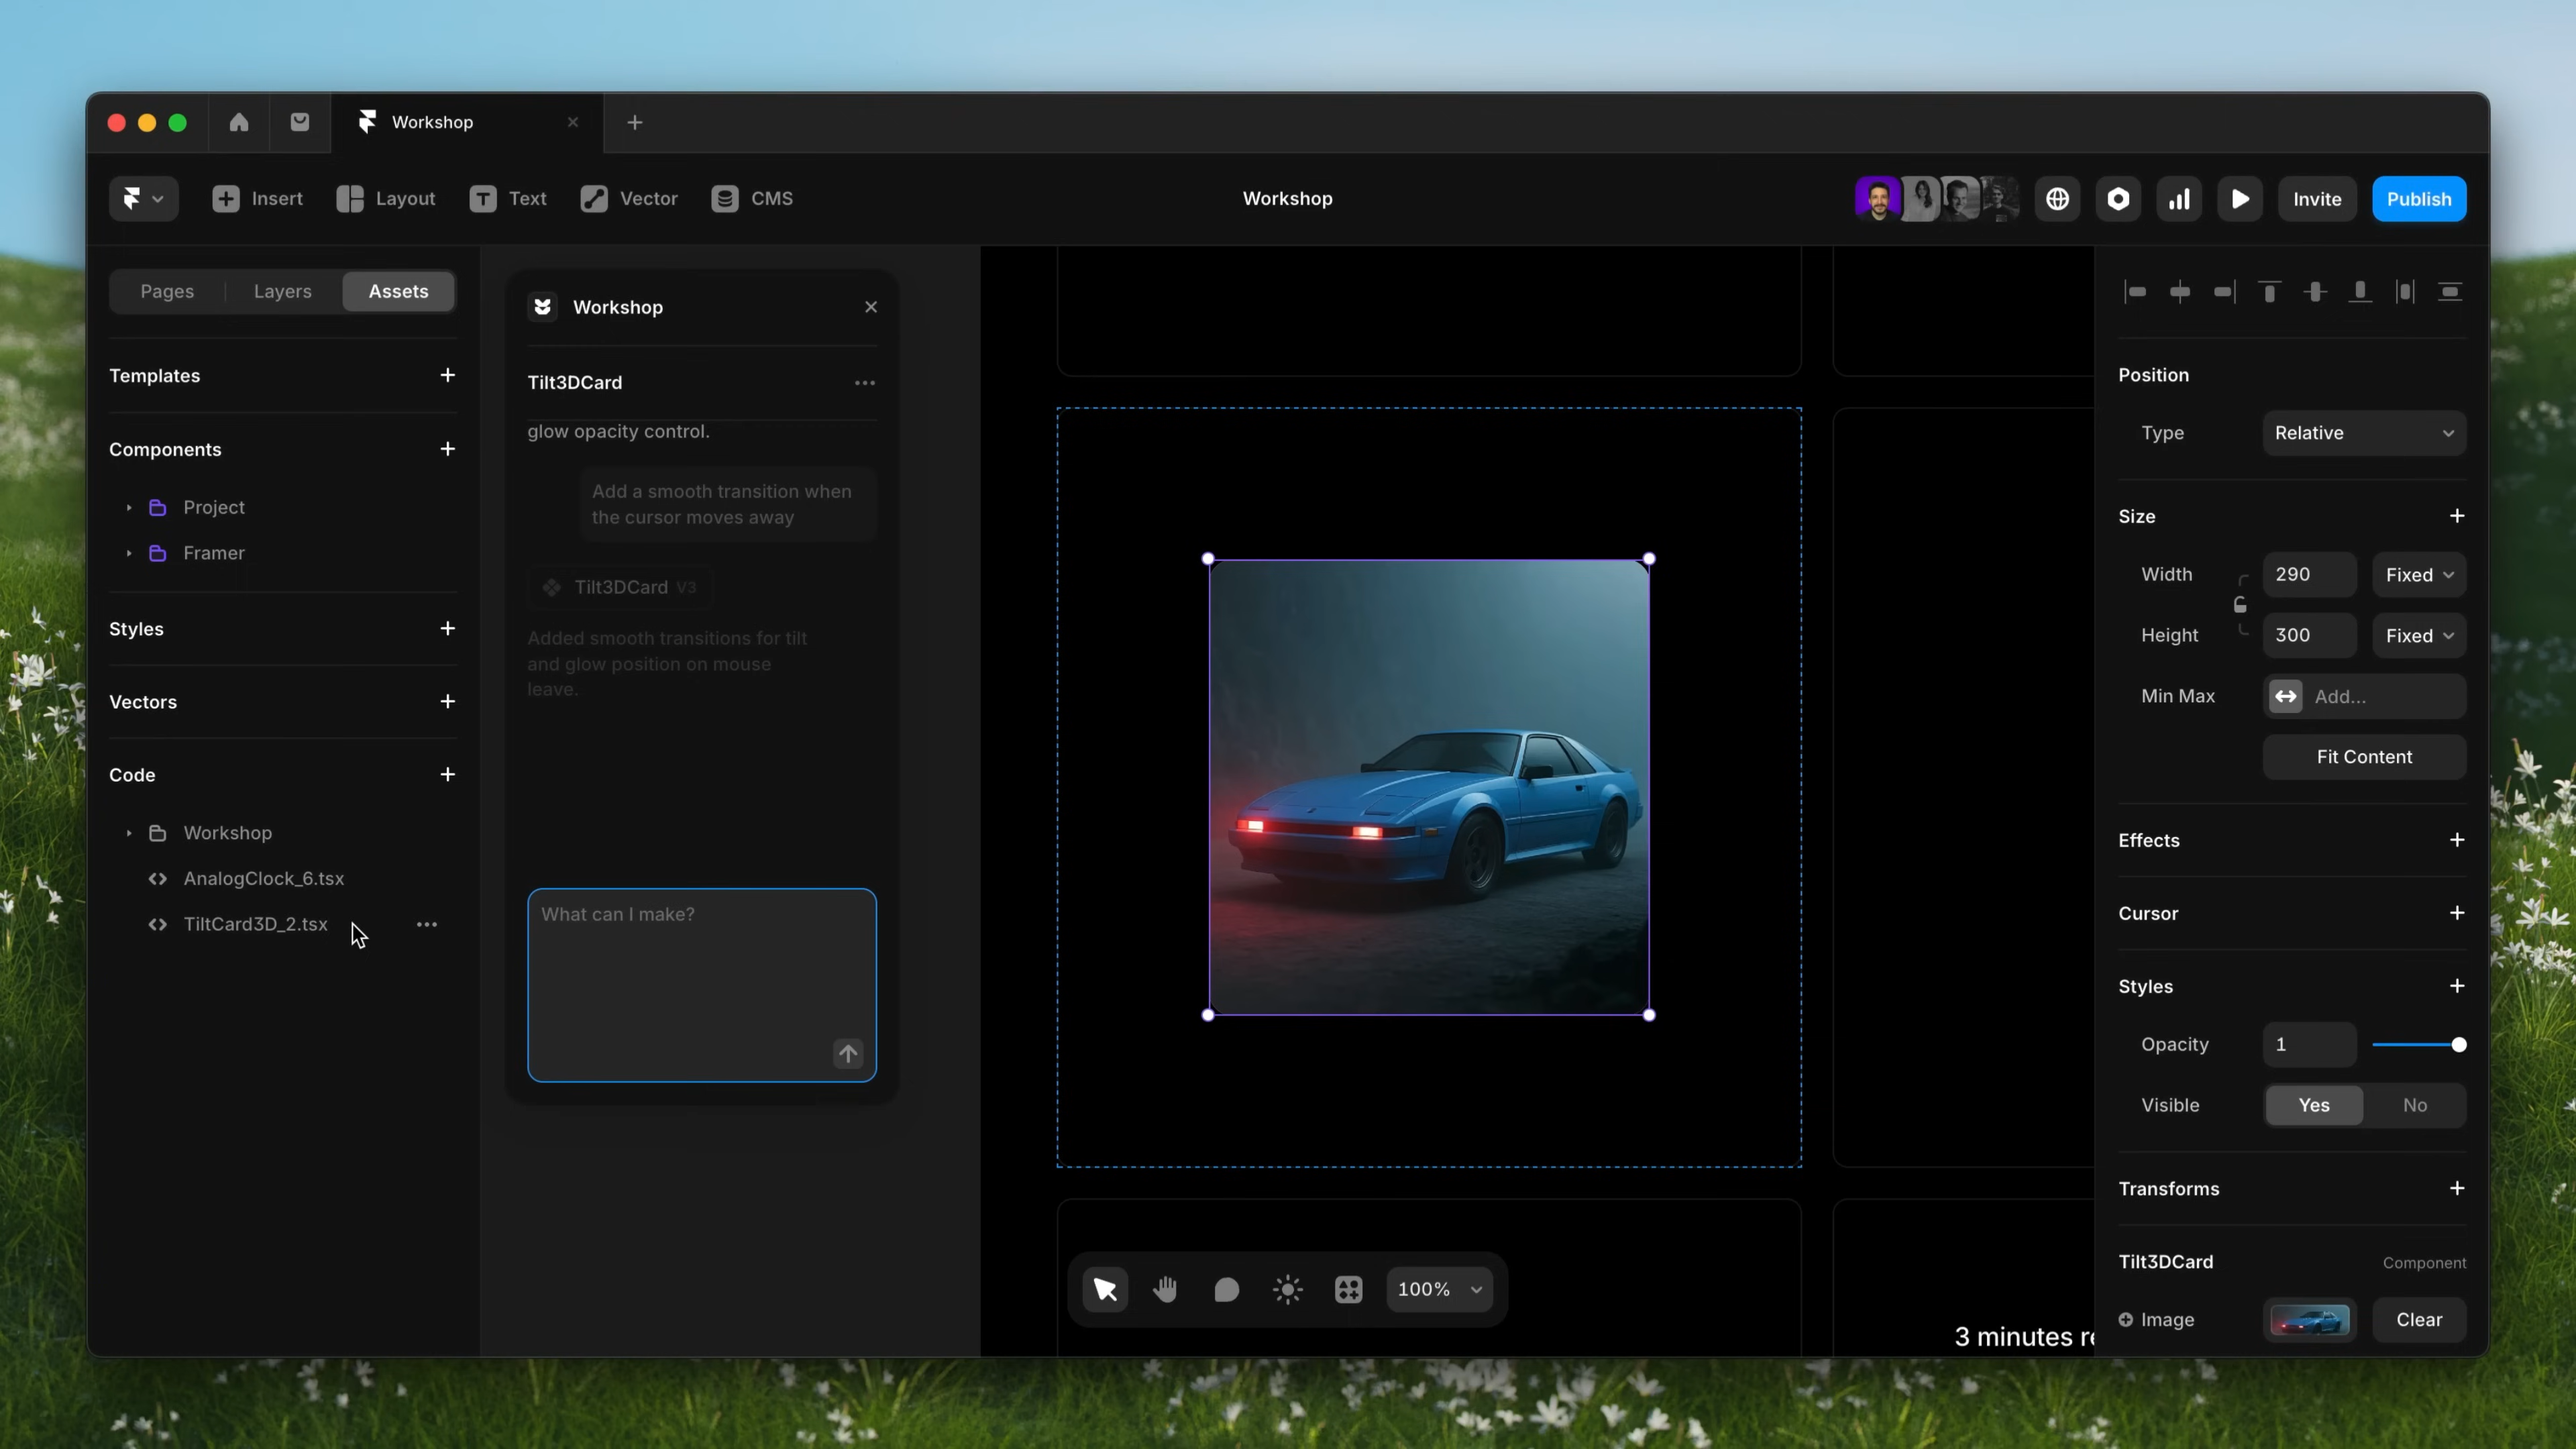 Workshop
Insert
Layout
Text
Vector
CMS
Workshop
Invite
Publish
Pages
Layers
Assets
Templates
Components
Project
Framer
Styles
Vectors
Code
Workshop
AnalogClock_6.tsx
TiltCard3D_2.tsx
Workshop
Tilt3DCard
glow opacity control.
Add a smooth transition when
the cursor moves away
Tilt3DCard V3
Added smooth transitions for tilt
and glow position on mouse
leave.
What can I make?
100%
3 minutes re
Position
Type
Relative
Size
Width
290
Fixed
Height
300
Fixed
Min Max
Add...
Fit Content
Effects
Cursor
Styles
Opacity
1
Visible
Yes
No
Transforms
Tilt3DCard
Component
Image
Clear